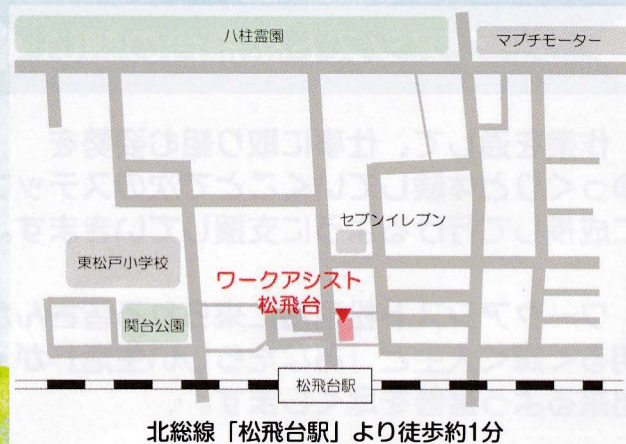 八柱霊園
マブチモーター
セブンイレブン
東松戸小学校
ワークアシスト
松飛台
関台公園
松飛台駅
北総線「松飛台駅」より徒歩約1分